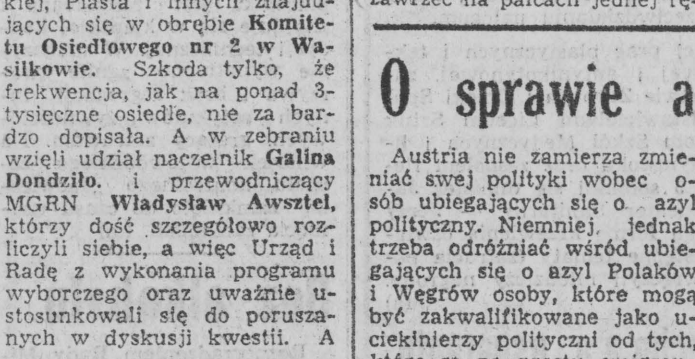 kiej, Piasta i innych znajdu-
jących się w obrębie Komite-
tu Osiedlowego nr 2 w Wa-
silkowie. Szkoda tylko, że
frekwencja, jak na ponad 3-
tysięczne osiedle, nie za bar-
dzo dopisała. A w zebraniu
wzięli udział naczelnik Galina
Dondziło. i przewodniczący
MGRN Władysław Awsztel,
którzy dość szczegółowo roz-
liczyli siebie, a więc Urząd i
Radę z wykonania programu
wyborczego oraz uważnie u-
stosunkowali się do porusza-
nych w dyskusji kwestii. A
zawrzeć na palcach jednej rę-
O sprawie a
Austria nie zamierza zmie-
niać swej polityki wobec o-
sób ubiegających się o azyl
polityczny. Niemniej, jednak
trzeba odróżniać wśród ubie-
gających się o azyl Polaków
i Węgrów osoby, które mogą
być zakwalifikowane jako u-
ciekinierzy polityczni od tych,